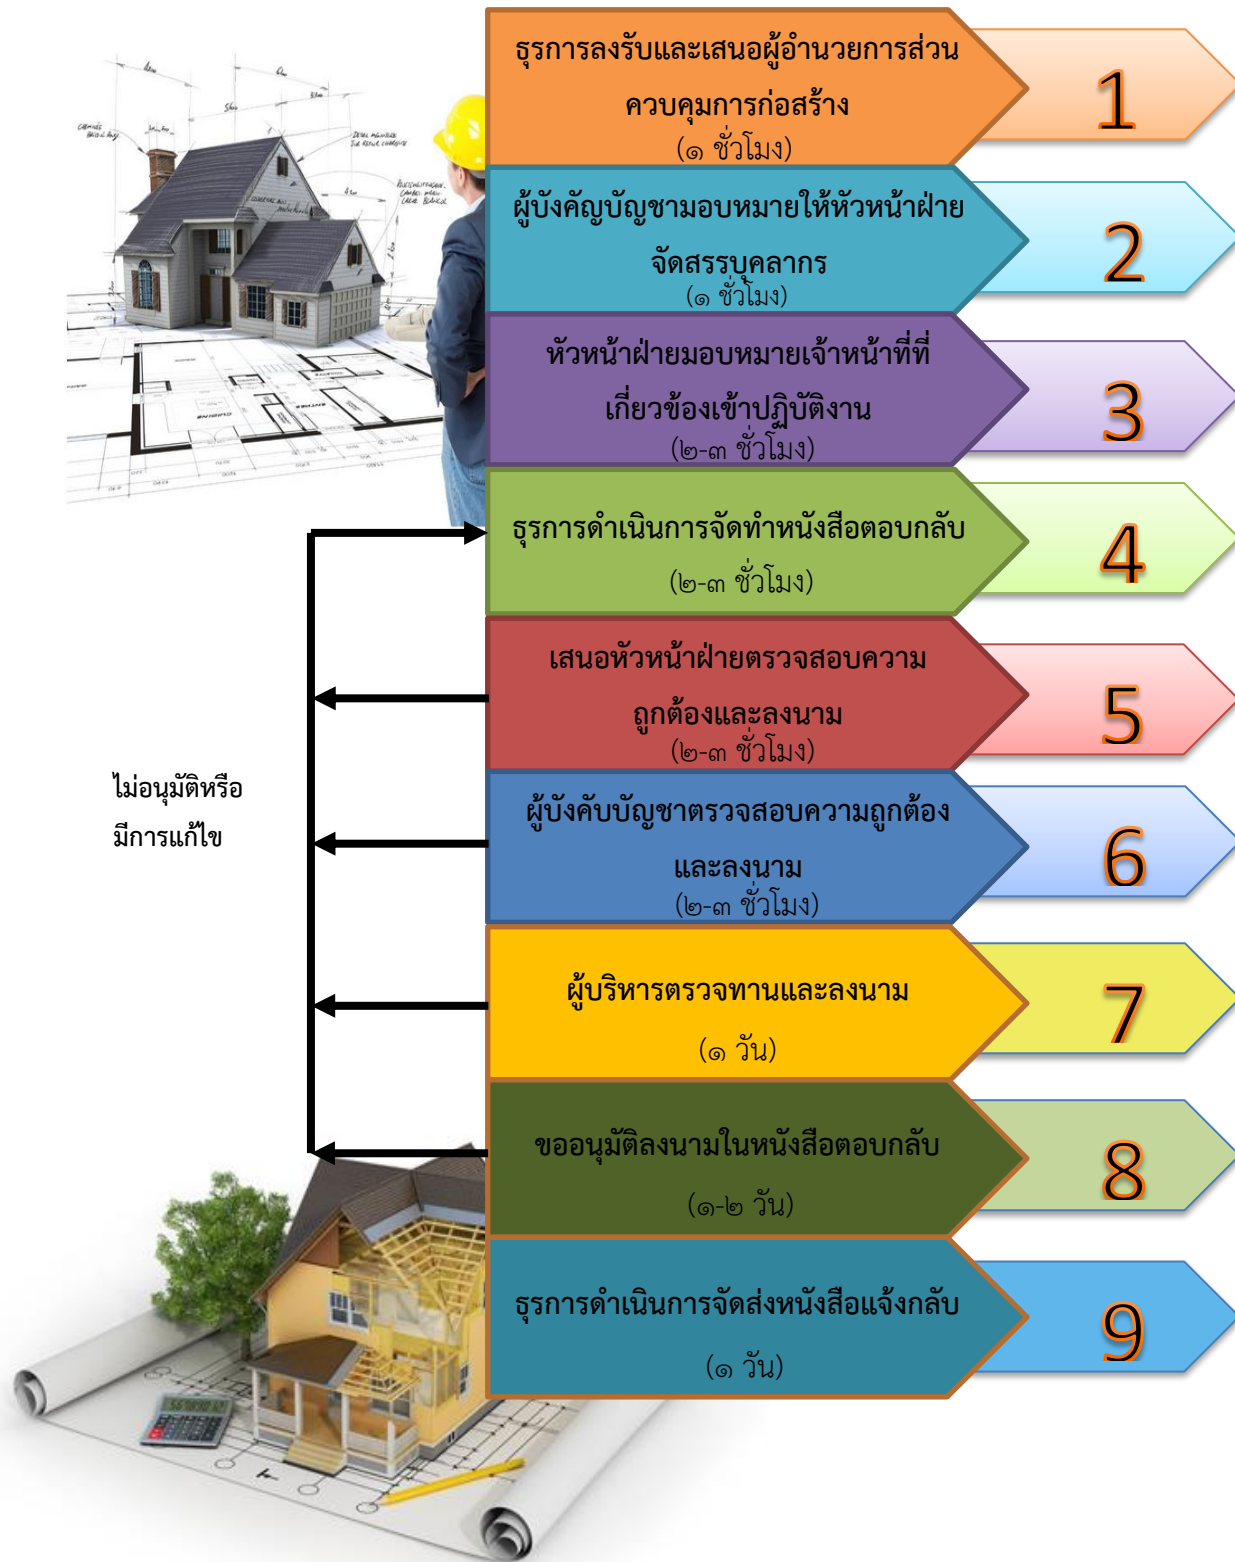 ธุรการลงรับและเสนอผู้อำนวยการส่วน
ควบคุมการก่อสร้าง
(๑ ชั่วโมง)
1
ผู้บังคัญบัญชามอบหมายให้หัวหน้าฝ่าย
จัดสรรบุคลากร
(๑ ชั่วโมง)
2
หัวหน้าฝ่ายมอบหมายเจ้าหน้าที่ที่
เกี่ยวข้องเข้าปฏิบัติงาน
(๒-๓ ชั่วโมง)
3
ธุรการดำเนินการจัดทำหนังสือตอบกลับ
(๒-๓ ชั่วโมง)
4
เสนอหัวหน้าฝ่ายตรวจสอบความ
ถูกต้องและลงนาม
(๒-๓ ชั่วโมง)
5
ไม่อนุมัติหรือ
มีการแก้ไข
ผู้บังคับบัญชาตรวจสอบความถูกต้อง
และลงนาม
(๒-๓ ชั่วโมง)
6
ผู้บริหารตรวจทานและลงนาม
(๑ วัน)
7
ขออนุมัติลงนามในหนังสือตอบกลับ
(๑-๒ วัน)
8
ธุรการดำเนินการจัดส่งหนังสือแจ้งกลับ
(๑ วัน)
9